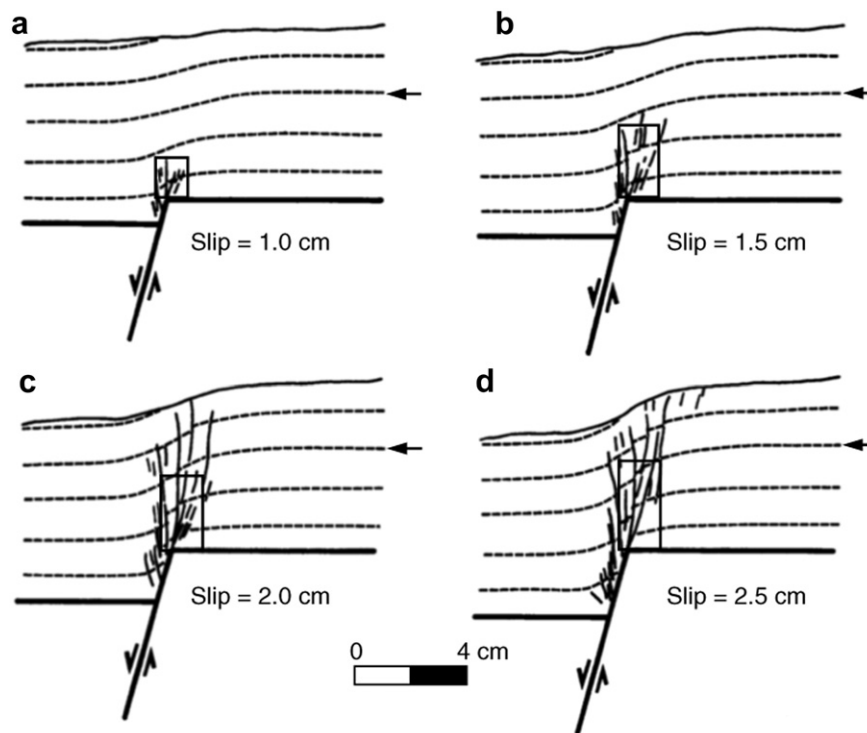 a
b
Slip = 1.0 cm
Slip = 1.5 cm
c
d
Slip = 2.0 cm
Slip = 2.5 cm
0 4 cm